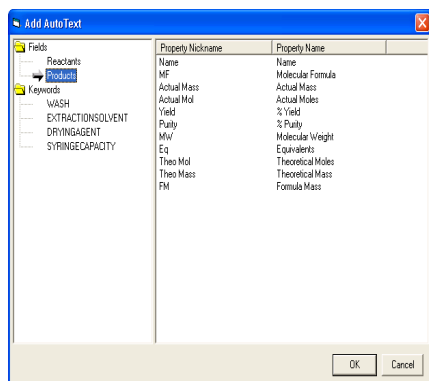 Add AutoText
Fields
Reactants
Products
Keywords
WASH
EXTRACTIONSOLVENT
DRYINGAGENT
SYRINGECAPACITY
Property Nickname Property Name
Name Name
MF Molecular Formula
Actual Mass Actual Mass
Actual Mol Actual Moles
Yield % Yield
Purity % Purity
MW Molecular Weight
Eq Equivalents
Theo Mol Theoretical Moles
Theo Mass Theoretical Mass
FM Formula Mass
OK Cancel